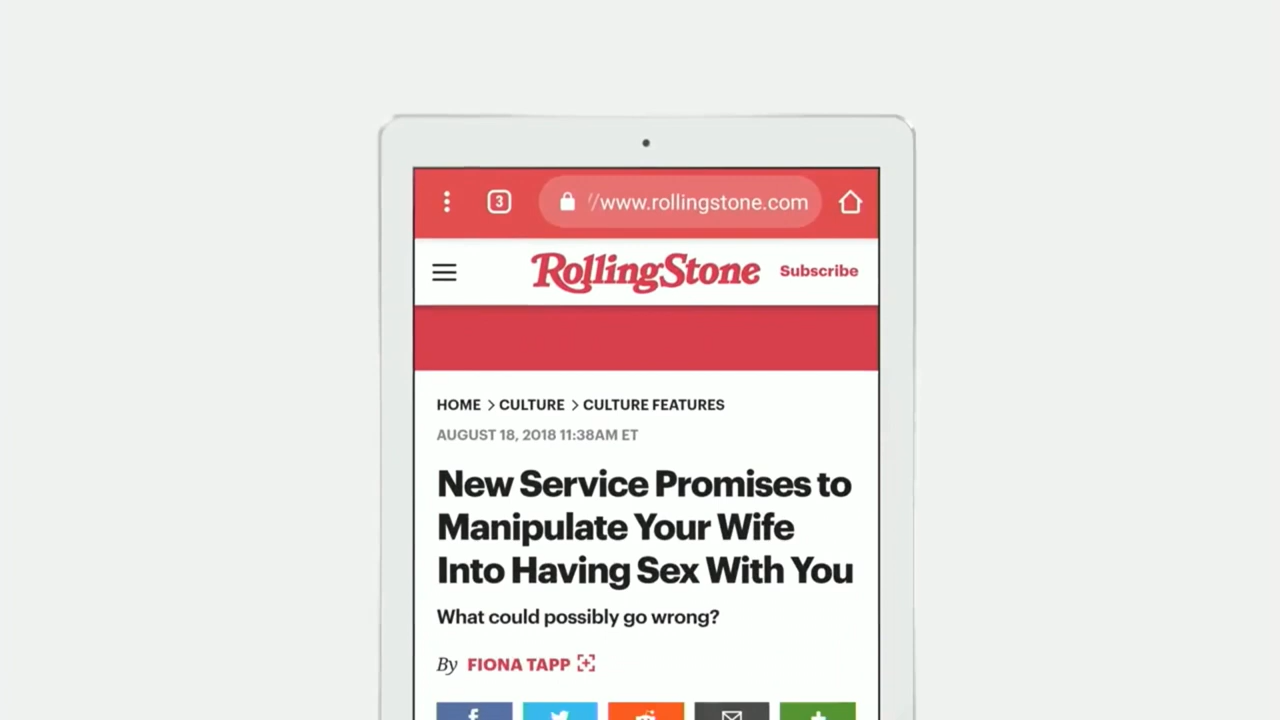 3
//www.rollingstone.com
RollingStone
Subscribe
HOME > CULTURE > CULTURE FEATURES
AUGUST 18, 2018 11:38AM ET
New Service Promises to
Manipulate Your Wife
Into Having Sex With You
What could possibly go wrong?
By FIONA TAPP